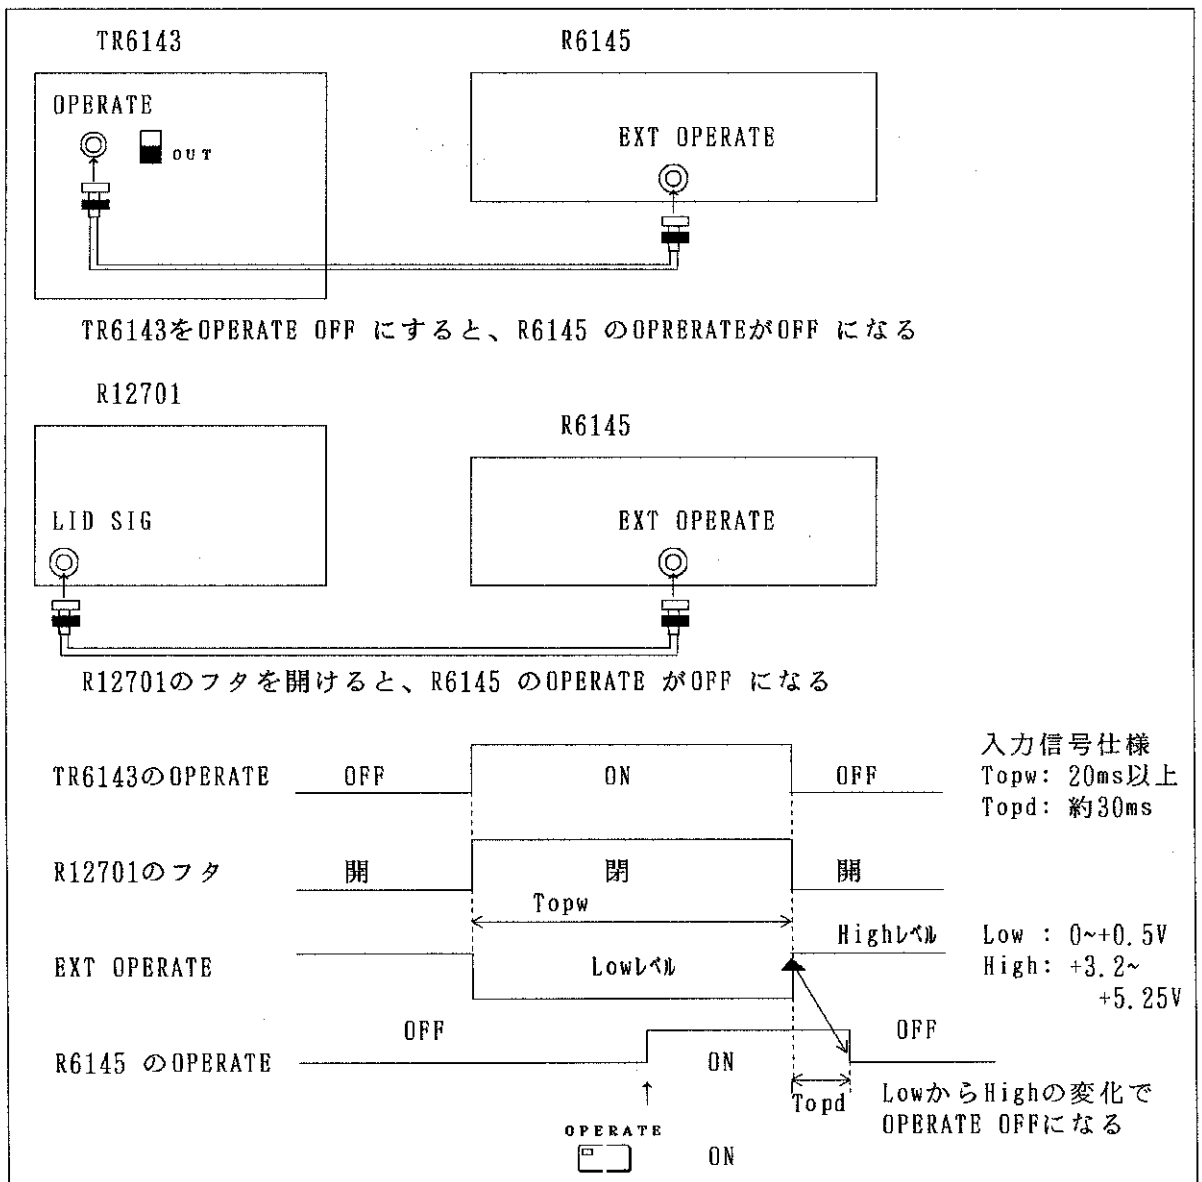 TR6143
R6145
OPERATE
OUT
EXT OPERATE
TR6143をOPERATE OFF にすると、R6145 のOPRERATEがOFF になる
R12701
R6145
LID SIG
EXT OPERATE
R12701のフタを開けると、R6145 のOPERATE がOFF になる
TR6143のOPERATE
OFF
ON
OFF
入力信号仕様
Topw: 20ms以上
Topd: 約30ms
R12701のフタ
開
閉
開
Topw
EXT OPERATE
Lowレベル
Highレベル
Low : 0~+0.5V
High: +3.2~
+5.25V
R6145 のOPERATE
OFF
ON
OFF
Topd
LowからHighの変化で
OPERATE OFFになる
OPERATE
ON